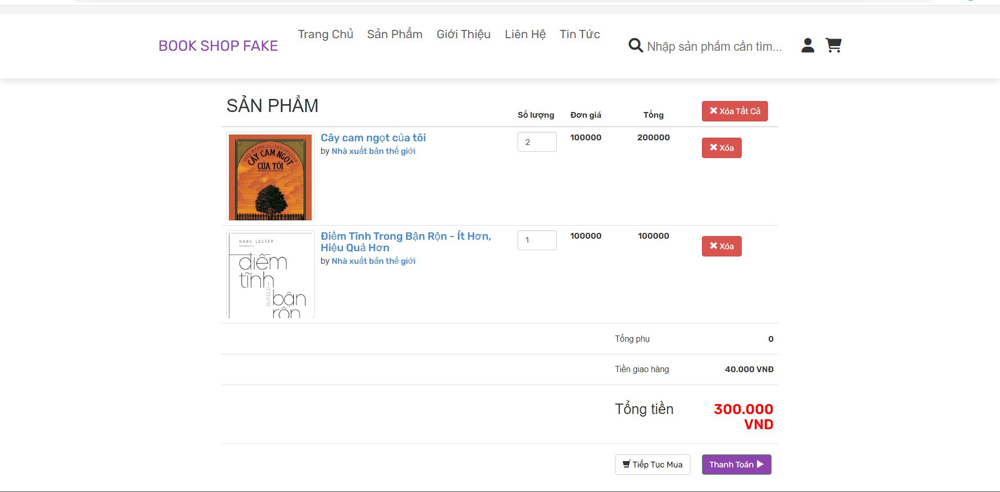 BOOK SHOP FAKE
Trang Chủ Sản Phẩm Giới Thiệu Liên Hệ Tin Tức
Nhập sản phẩm cần tìm...
SẢN PHẨM
Số lượng Đơn giá Tổng
Xóa Tất Cả
CÂY CAM NGỌT
CỦA TÔI
Cây cam ngọt của tôi
by Nhà xuất bản thế giới
2 100000 200000
Xóa
MARC LESSER
điềm
tĩnh
TRONG
bận
rộn
Điềm Tĩnh Trong Bận Rộn - Ít Hơn,
Hiệu Quả Hơn
by Nhà xuất bản thế giới
1 100000 100000
Xóa
Tổng phụ 0
Tiền giao hàng 40.000 VNĐ
Tổng tiền 300.000
VND
Tiếp Tục Mua
Thanh Toán